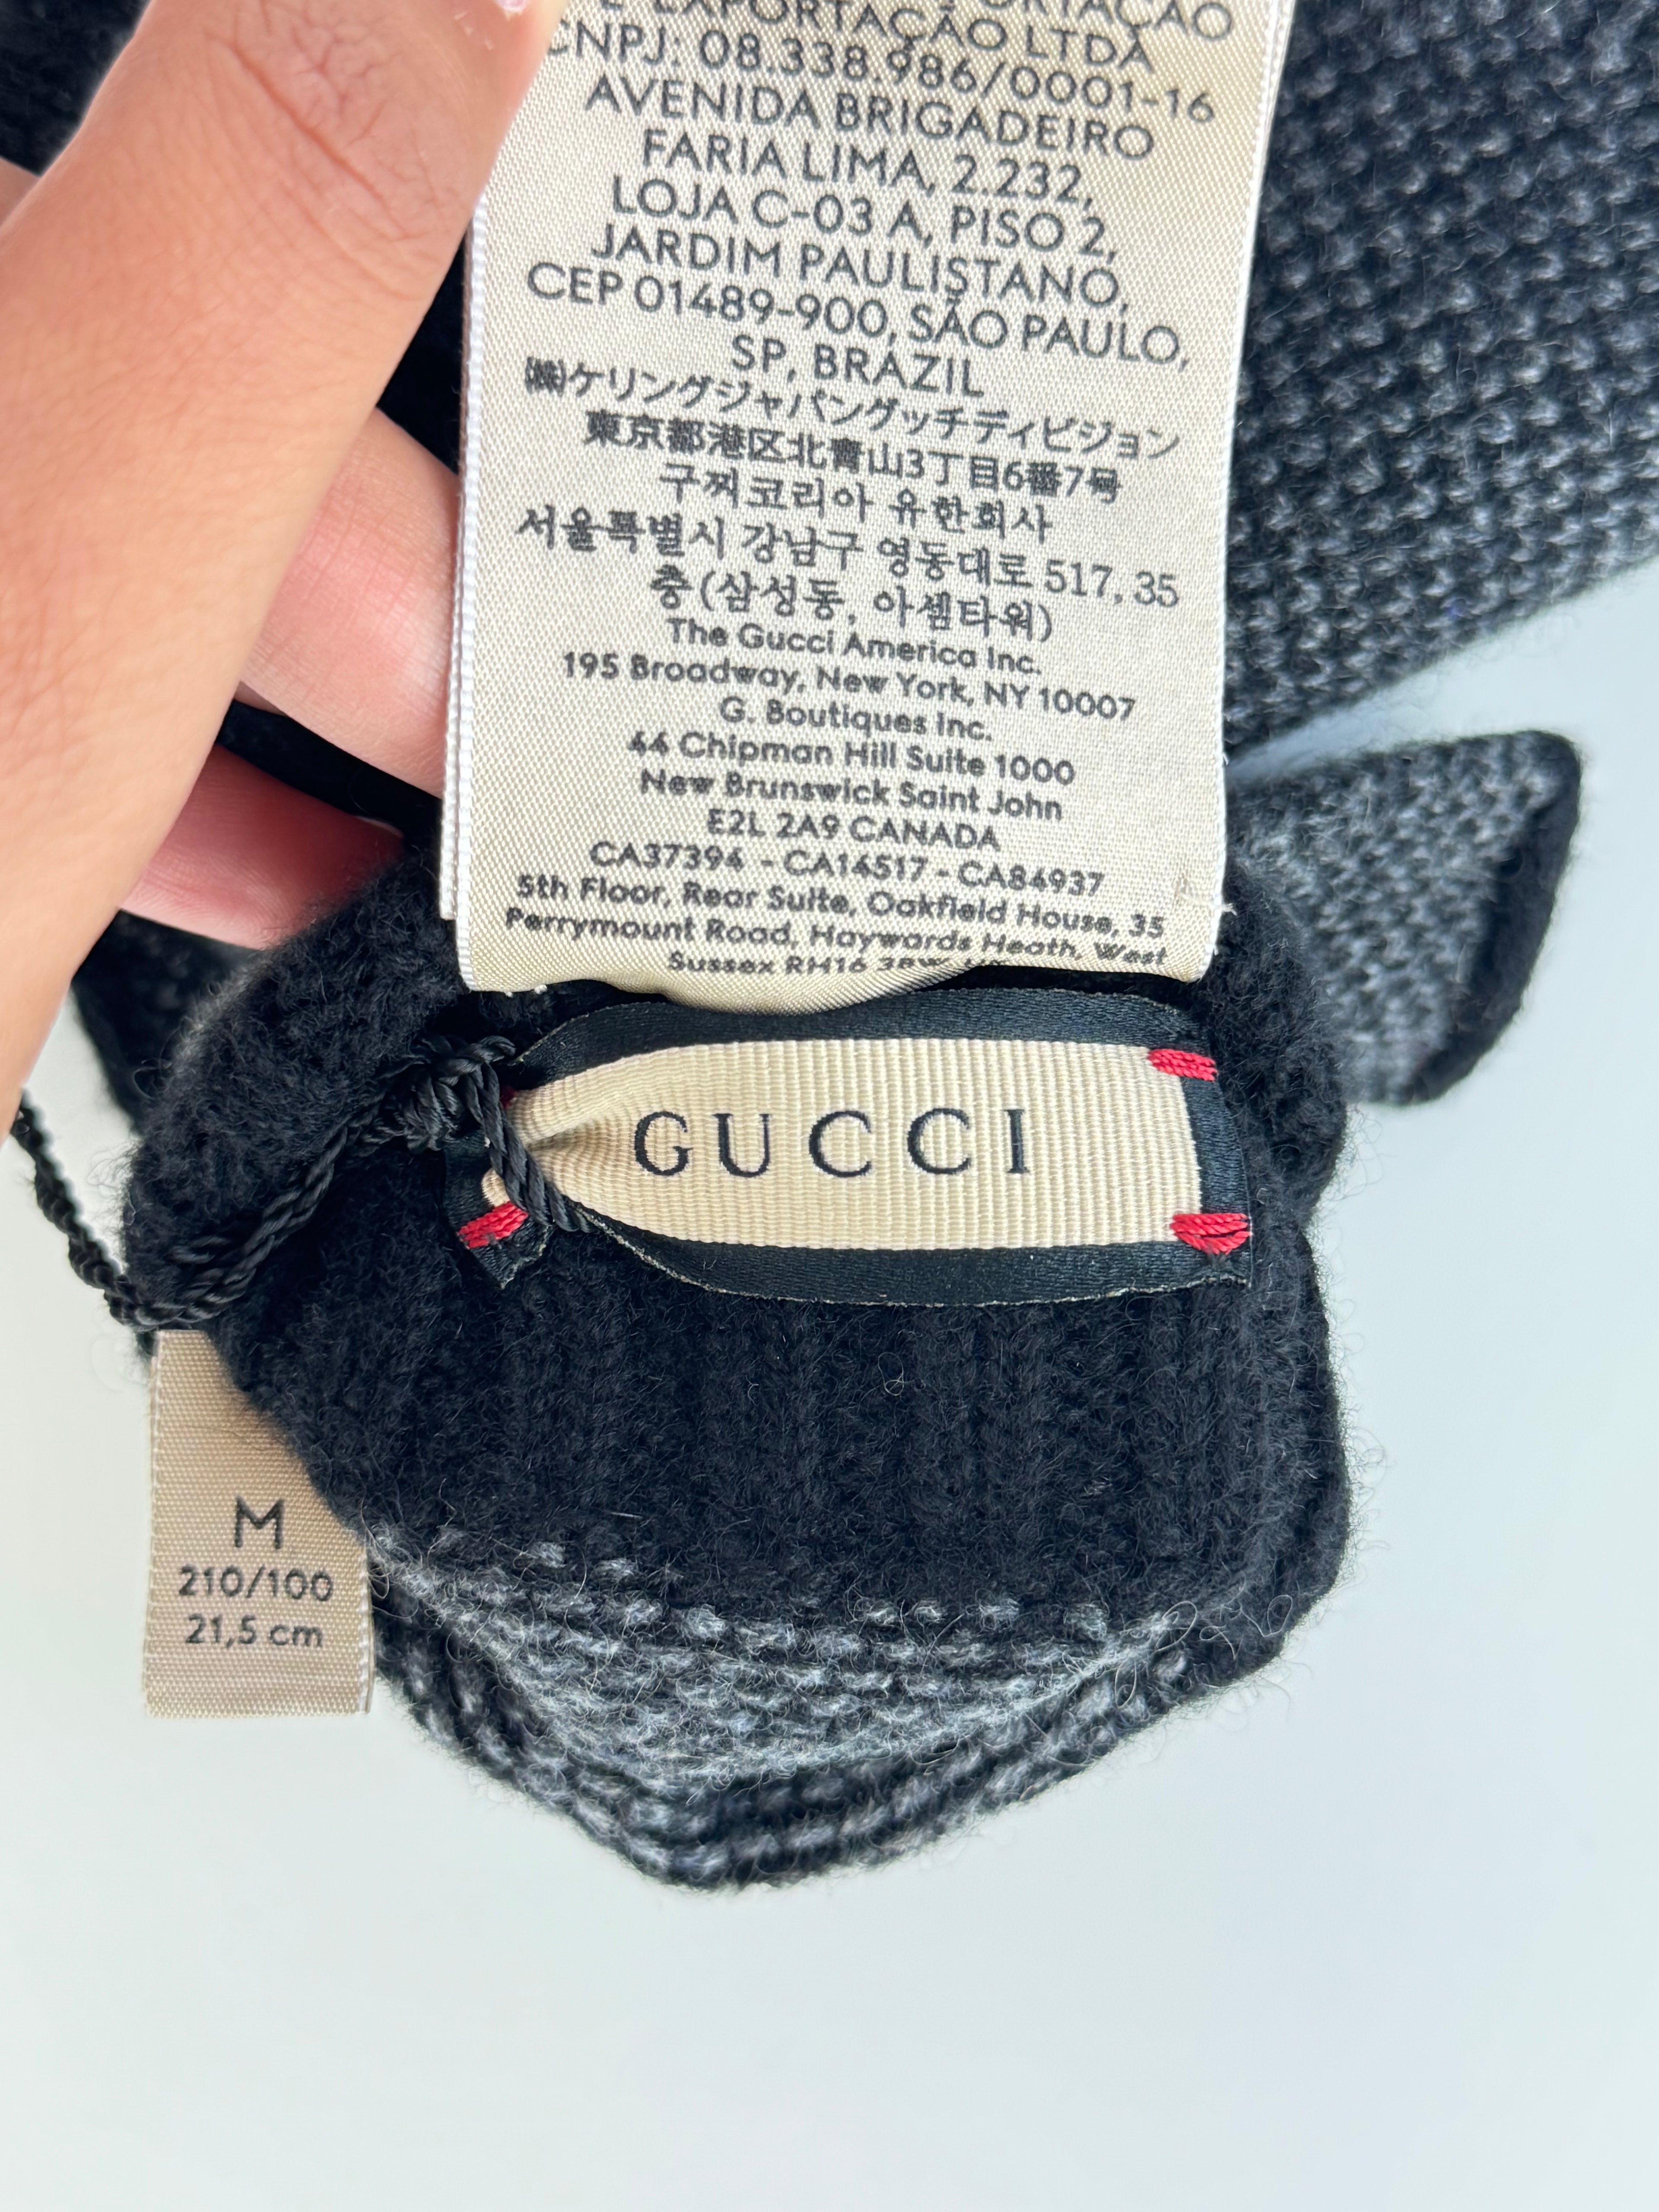 EXPORTAÇÃO LTDA
CNPJ: 08.338.986/0001-16
AVENIDA BRIGADEIRO
FARIA LIMA, 2.232,
LOJA C-03 A, PISO 2,
JARDIM PAULISTANO,
CEP 01489-900, SÃO PAULO,
SP, BRAZIL
㈱ケリングジャパングッチディビジョン
東京都港区北青山3丁目6番7号
구찌코리아 유한회사
서울특별시 강남구 영동대로 517, 35
층(삼성동, 아셈타워)
The Gucci America Inc.
195 Broadway, New York, NY 10007
G. Boutiques Inc.
44 Chipman Hill Suite 1000
New Brunswick Saint John
E2L 2A9 CANADA
CA37394 - CA14517 - CA84937
5th Floor, Rear Suite, Oakfield House, 35
Perrymount Road, Haywards Heath, West
Sussex RH16 3BW
GUCCI
M
210/100
21,5 cm